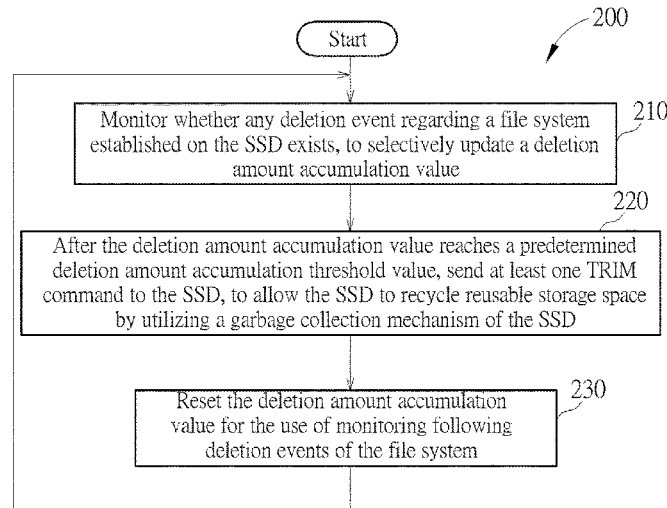 Start
200
Monitor whether any deletion event regarding a file system
established on the SSD exists, to selectively update a deletion
amount accumulation value
210
220
After the deletion amount accumulation value reaches a predetermined
deletion amount accumulation threshold value, send at least one TRIM
command to the SSD, to allow the SSD to recycle reusable storage space
by utilizing a garbage collection mechanism of the SSD
Reset the deletion amount accumulation
value for the use of monitoring following
deletion events of the file system
230